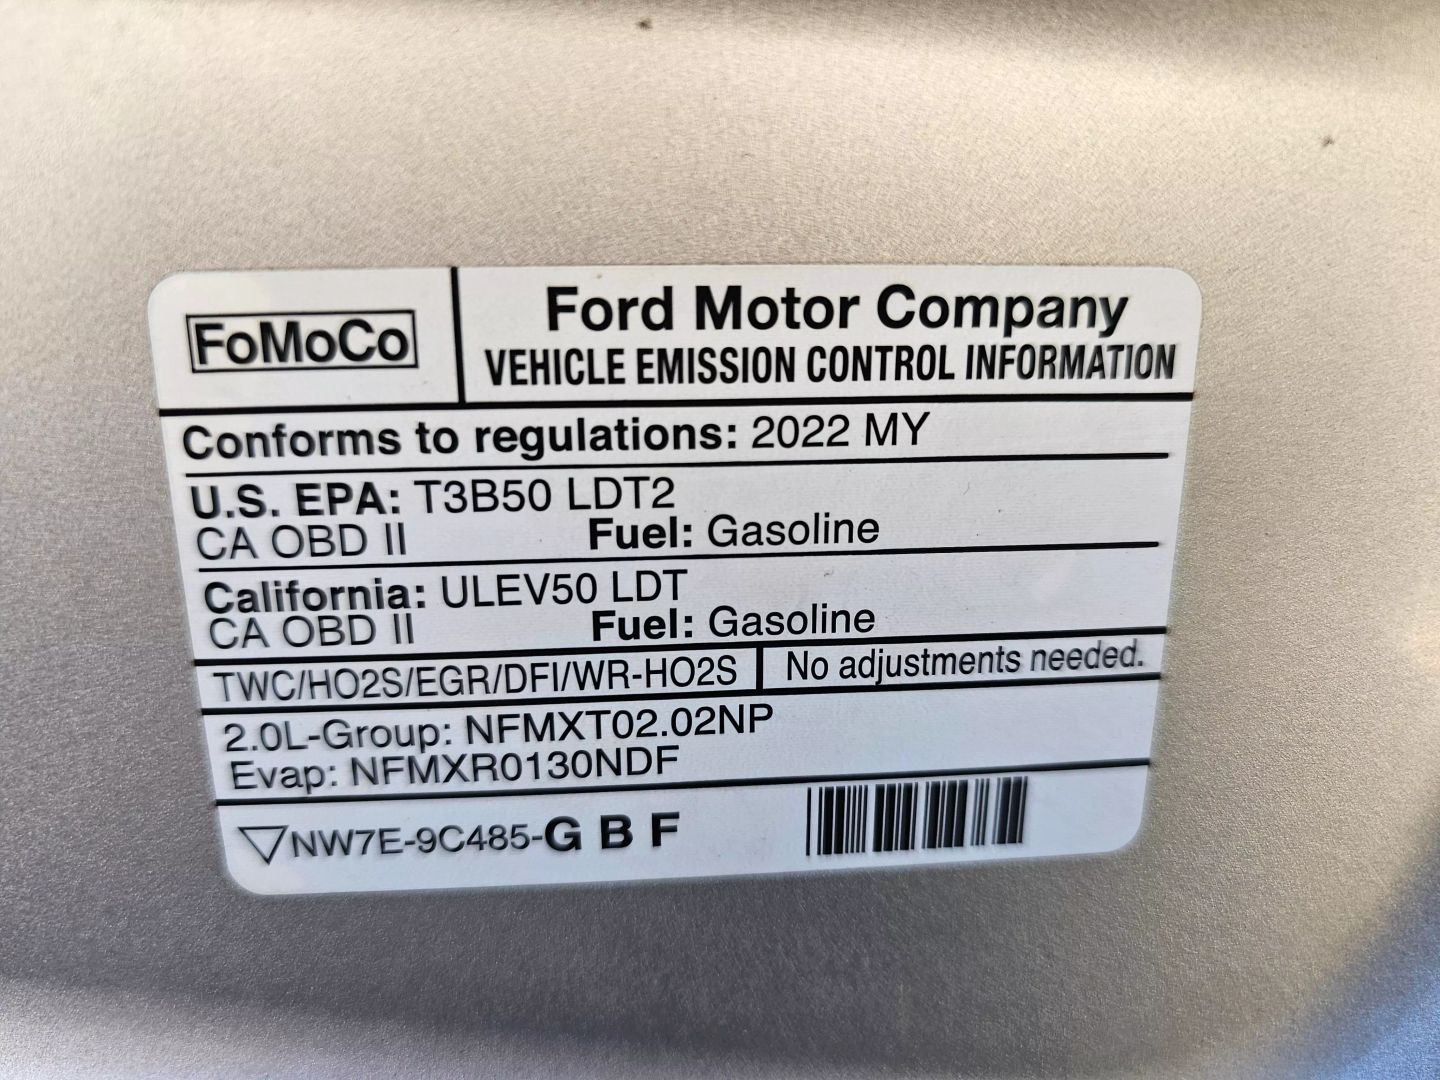 FoMoCo
Ford Motor Company
VEHICLE EMISSION CONTROL INFORMATION
Conforms to regulations: 2022 MY
U.S. EPA: T3B50 LDT2
CA OBD II Fuel: Gasoline
California: ULEV50 LDT
CA OBD II Fuel: Gasoline
TWC/HO2S/EGR/DFI/WR-HO2S
No adjustments needed.
2.0L-Group: NFMXT02.02NP
Evap: NFMXR0130NDF
NW7E-9C485-G B F